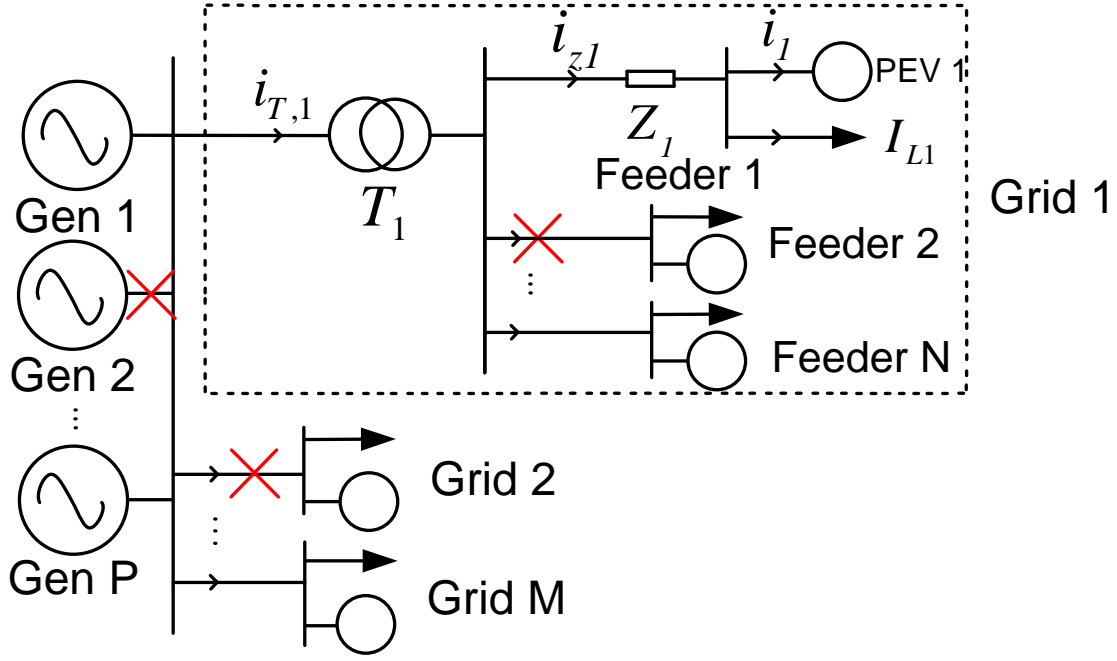 i_{T,1}
i_{z1}
i_1
PEV 1
Z_1
I_{L1}
T_1
Feeder 1
Gen 1
Grid 1
Feeder 2
...
Gen 2
Feeder N
...
Grid 2
...
Gen P
Grid M